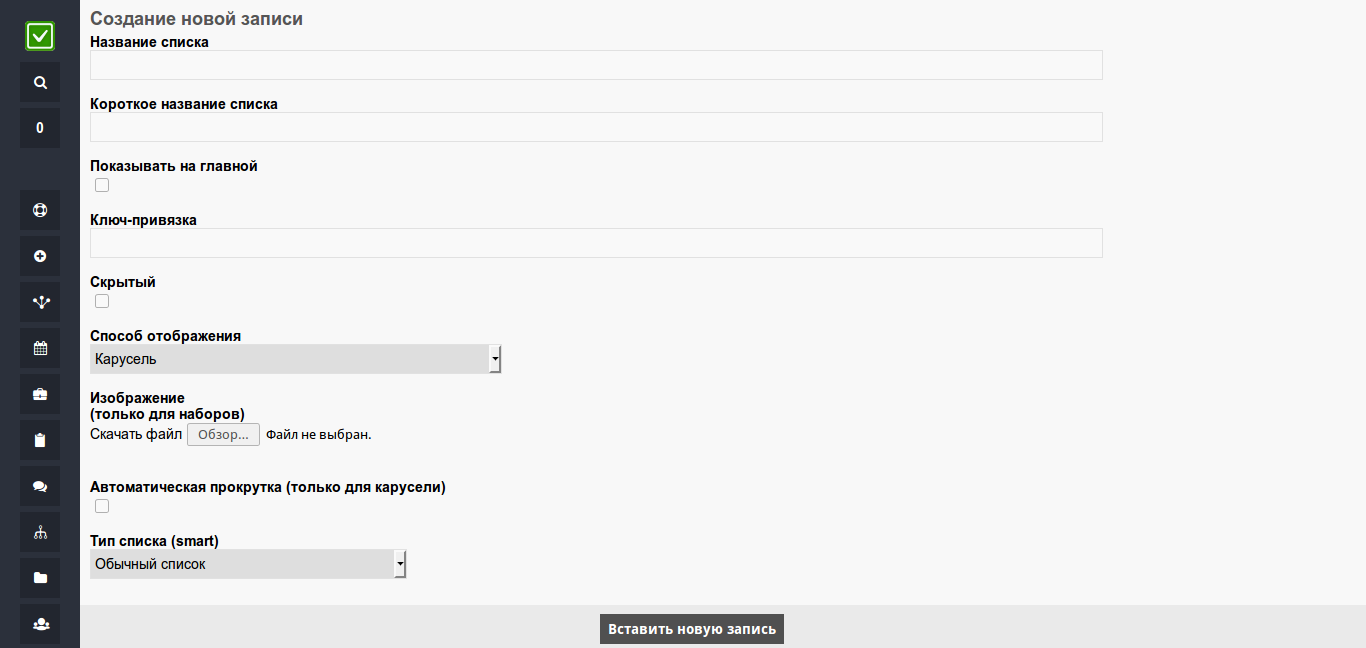 Создание новой записи
Название списка
0
Короткое название списка
Показывать на главной
Ключ-привязка
Скрытый
Способ отображения
Карусель
Изображение
(только для наборов)
Скачать файл Обзор... Файл не выбран.
Автоматическая прокрутка (только для карусели)
Тип списка (smart)
Обычный список
Вставить новую запись